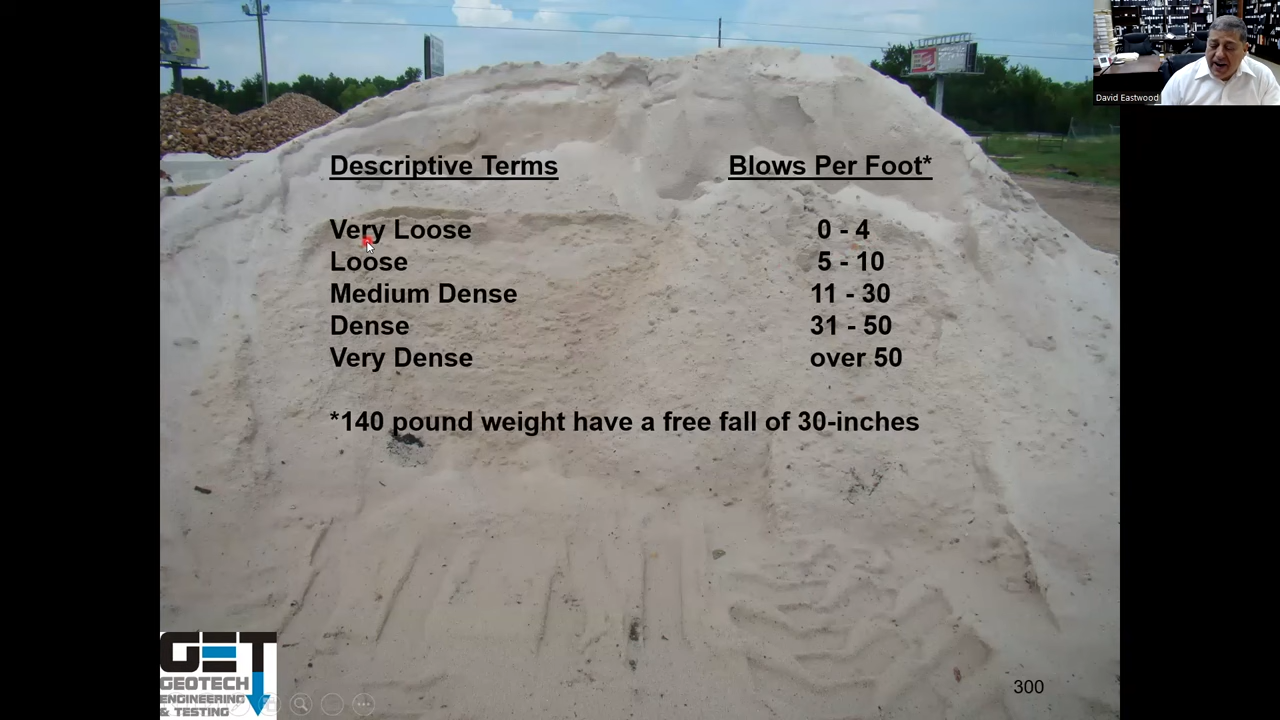 David Eastwood
Descriptive Terms Blows Per Foot*
Very Loose 0 - 4
Loose 5 - 10
Medium Dense 11 - 30
Dense 31 - 50
Very Dense over 50
*140 pound weight have a free fall of 30-inches
GET
GEOTECH
ENGINEERING
& TESTING
300